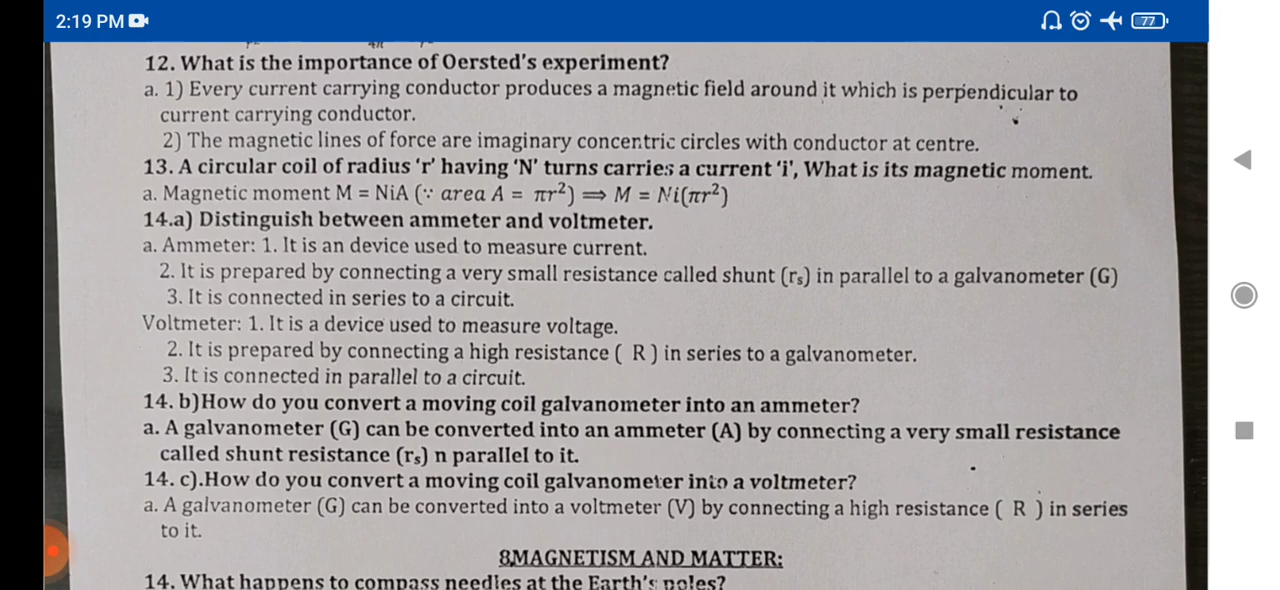 2:19 PM
77
12. What is the importance of Oersted's experiment?
a. 1) Every current carrying conductor produces a magnetic field around it which is perpendicular to
current carrying conductor.
2) The magnetic lines of force are imaginary concentric circles with conductor at centre.
13. A circular coil of radius 'r' having 'N' turns carries a current 'i', What is its magnetic moment.
a. Magnetic moment M = NiA (∵ area A = πr²) ⟹ M = Ni(πr²)
14.a) Distinguish between ammeter and voltmeter.
a. Ammeter: 1. It is an device used to measure current.
2. It is prepared by connecting a very small resistance called shunt (rₛ) in parallel to a galvanometer (G)
3. It is connected in series to a circuit.
Voltmeter: 1. It is a device used to measure voltage.
2. It is prepared by connecting a high resistance ( R ) in series to a galvanometer.
3. It is connected in parallel to a circuit.
14. b)How do you convert a moving coil galvanometer into an ammeter?
a. A galvanometer (G) can be converted into an ammeter (A) by connecting a very small resistance
called shunt resistance (rₛ) n parallel to it.
14. c).How do you convert a moving coil galvanometer into a voltmeter?
a. A galvanometer (G) can be converted into a voltmeter (V) by connecting a high resistance ( R ) in series
to it.
8,MAGNETISM AND MATTER:
14. What happens to compass needles at the Earth's poles?